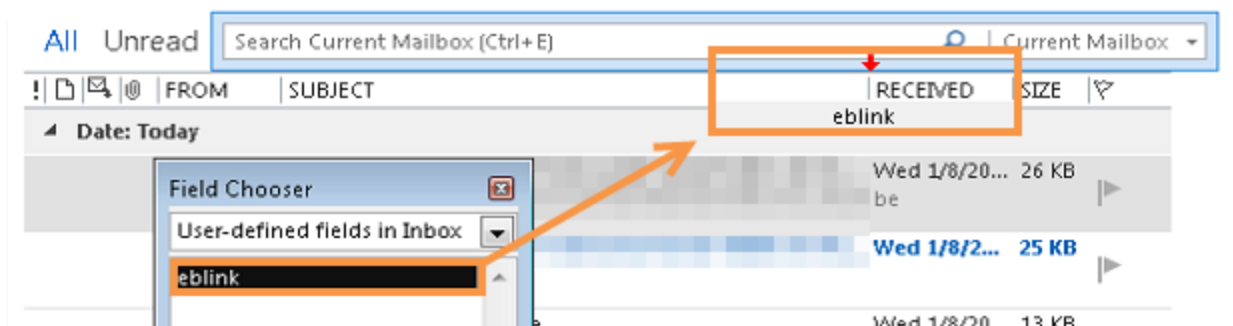 All Unread Search Current Mailbox (Ctrl+E) Current Mailbox
! FROM SUBJECT RECEIVED SIZE
eblink
Date: Today
Wed 1/8/20... 26 KB
be
Field Chooser
User-defined fields in Inbox
Wed 1/8/2... 25 KB
eblink
Wed 1/8/20... 13 KB